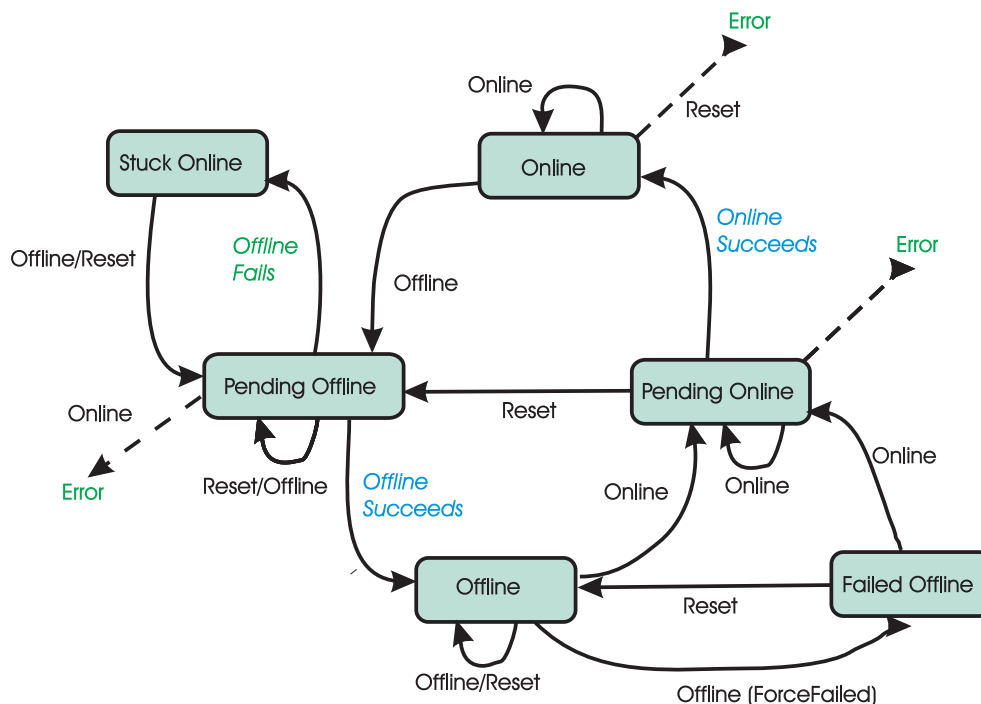 Error
Online
Reset
Stuck Online
Online
Online
Succeeds
Error
Offline/Reset
Offline
Fails
Offline
Pending Offline
Pending Online
Reset
Online
Error
Reset/Offline
Offline
Succeeds
Online
Online
Online
Offline
Failed Offline
Reset
Offline/Reset
Offline (ForceFailed)